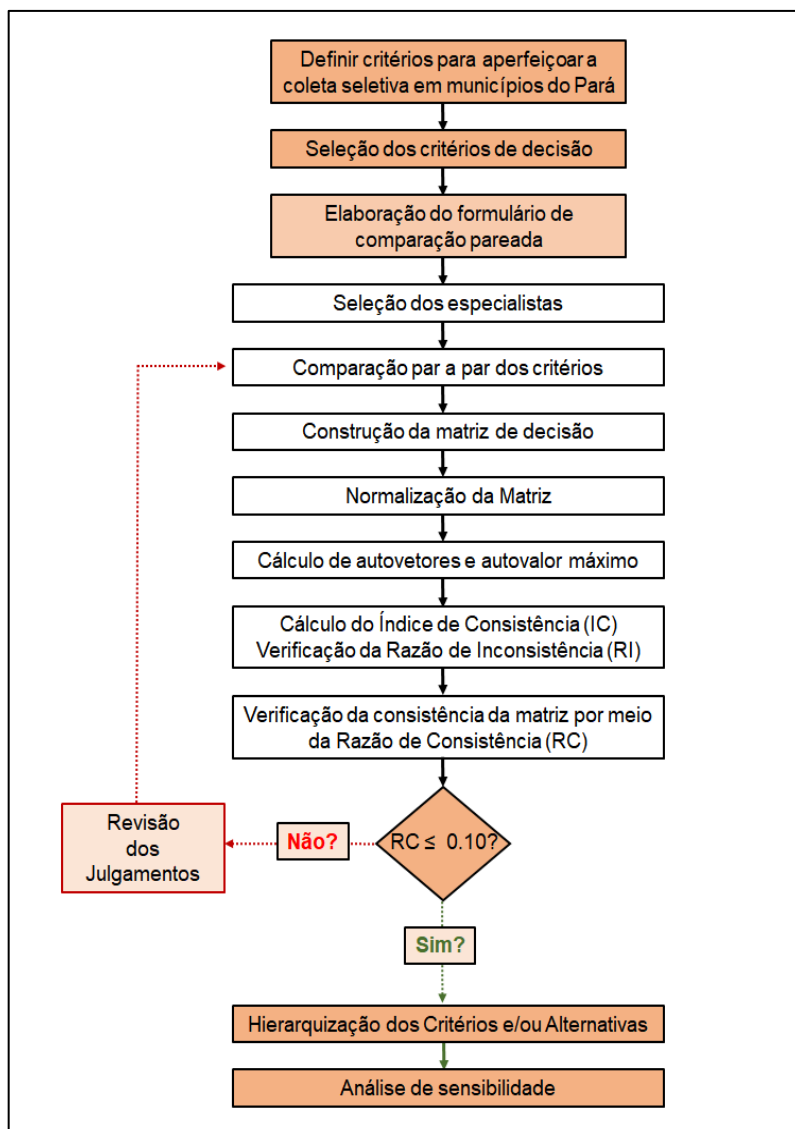 Definir critérios para aperfeiçoar a
coleta seletiva em municípios do Pará
Seleção dos critérios de decisão
Elaboração do formulário de
comparação pareada
Seleção dos especialistas
Comparação par a par dos critérios
Construção da matriz de decisão
Normalização da Matriz
Cálculo de autovetores e autovalor máximo
Cálculo do Índice de Consistência (IC)
Verificação da Razão de Inconsistência (RI)
Verificação da consistência da matriz por meio
da Razão de Consistência (RC)
RC ≤ 0.10?
Não?
Revisão
dos
Julgamentos
Sim?
Hierarquização dos Critérios e/ou Alternativas
Análise de sensibilidade